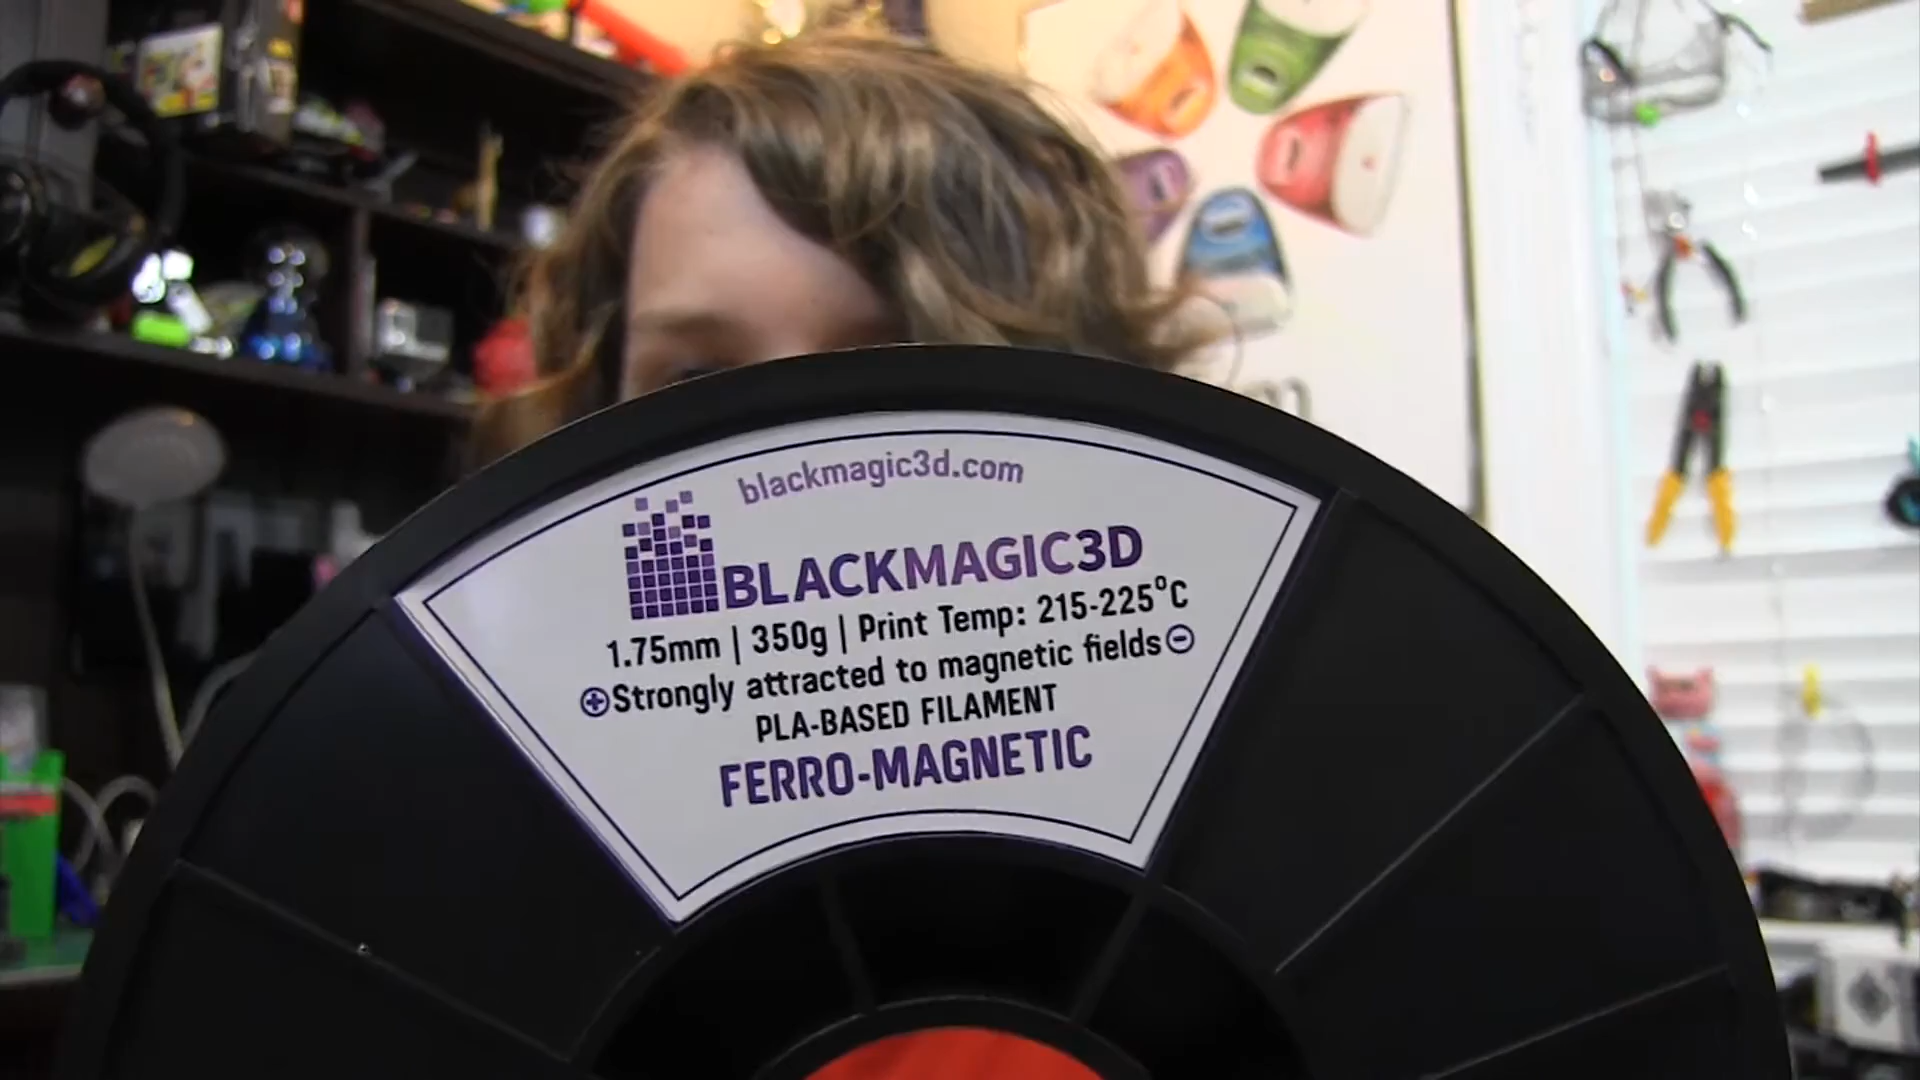 blackmagic3d.com
BLACKMAGIC3D
1.75mm | 350g | Print Temp: 215-225°C
⊕Strongly attracted to magnetic fields⊖
PLA-BASED FILAMENT
FERRO-MAGNETIC